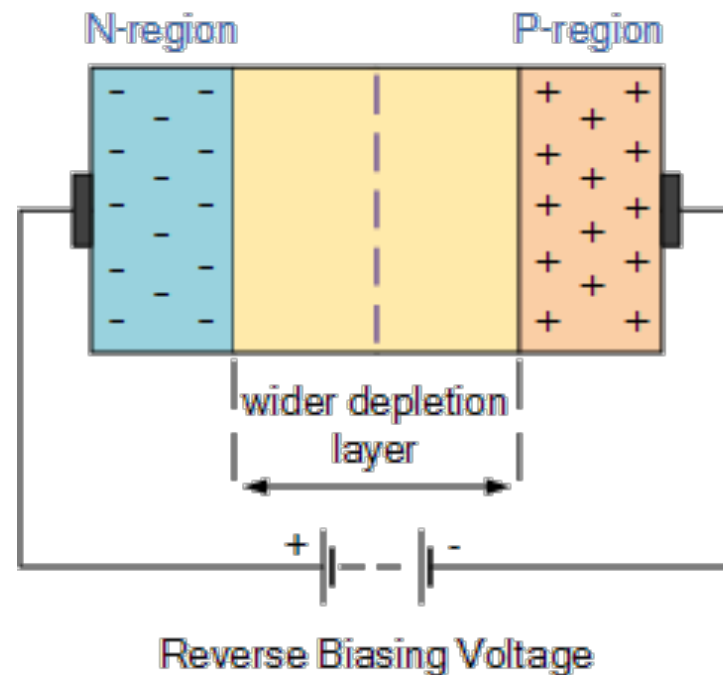 N-region P-region
wider depletion
layer
+ -
Reverse Biasing Voltage